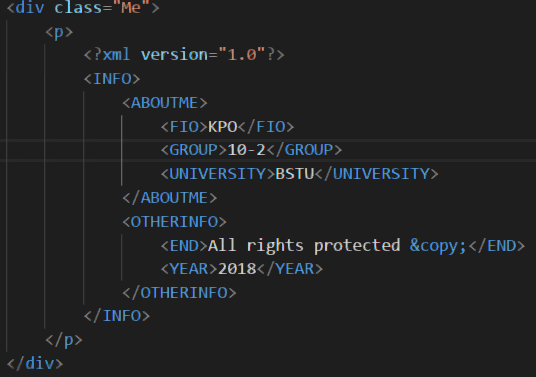 <div class="Me">
<p>
<?xml version="1.0"?>
<INFO>
<ABOUTME>
<FIO>KPO</FIO>
<GROUP>10-2</GROUP>
<UNIVERSITY>BSTU</UNIVERSITY>
</ABOUTME>
<OTHERINFO>
<END>All rights protected &copy;</END>
<YEAR>2018</YEAR>
</OTHERINFO>
</INFO>
</p>
</div>